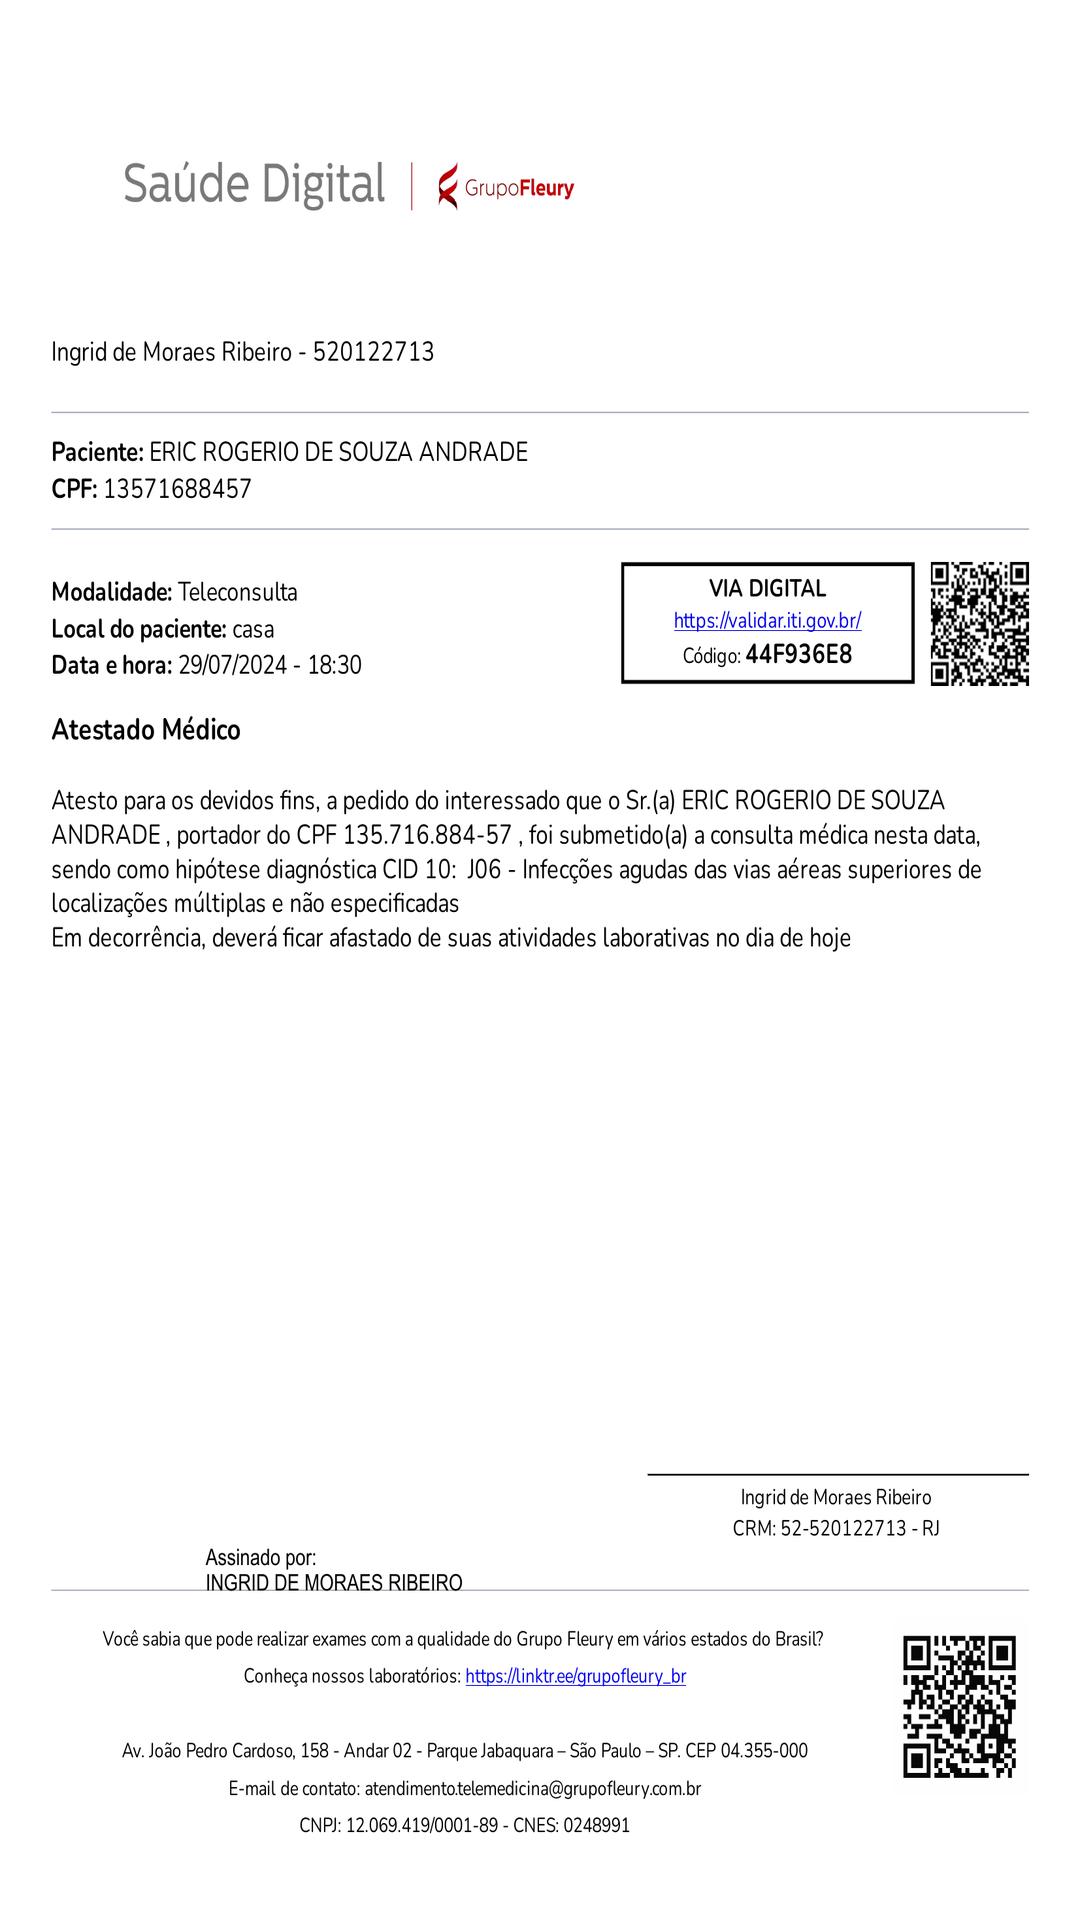 Saúde Digital GrupoFleury
Ingrid de Moraes Ribeiro - 520122713
Paciente: ERIC ROGERIO DE SOUZA ANDRADE
CPF: 13571688457
Modalidade: Teleconsulta
Local do paciente: casa
Data e hora: 29/07/2024 - 18:30
VIA DIGITAL
https://validar.iti.gov.br/
Código: 44F936E8
Atestado Médico
Atesto para os devidos fins, a pedido do interessado que o Sr.(a) ERIC ROGERIO DE SOUZA
ANDRADE , portador do CPF 135.716.884-57 , foi submetido(a) a consulta médica nesta data,
sendo como hipótese diagnóstica CID 10:  J06 - Infecções agudas das vias aéreas superiores de
localizações múltiplas e não especificadas
Em decorrência, deverá ficar afastado de suas atividades laborativas no dia de hoje
Ingrid de Moraes Ribeiro
CRM: 52-520122713 - RJ
Assinado por:
INGRID DE MORAES RIBEIRO
Você sabia que pode realizar exames com a qualidade do Grupo Fleury em vários estados do Brasil?
Conheça nossos laboratórios: https://linktr.ee/grupofleury_br
Av. João Pedro Cardoso, 158 - Andar 02 - Parque Jabaquara – São Paulo – SP. CEP 04.355-000
E-mail de contato: atendimento.telemedicina@grupofleury.com.br
CNPJ: 12.069.419/0001-89 - CNES: 0248991